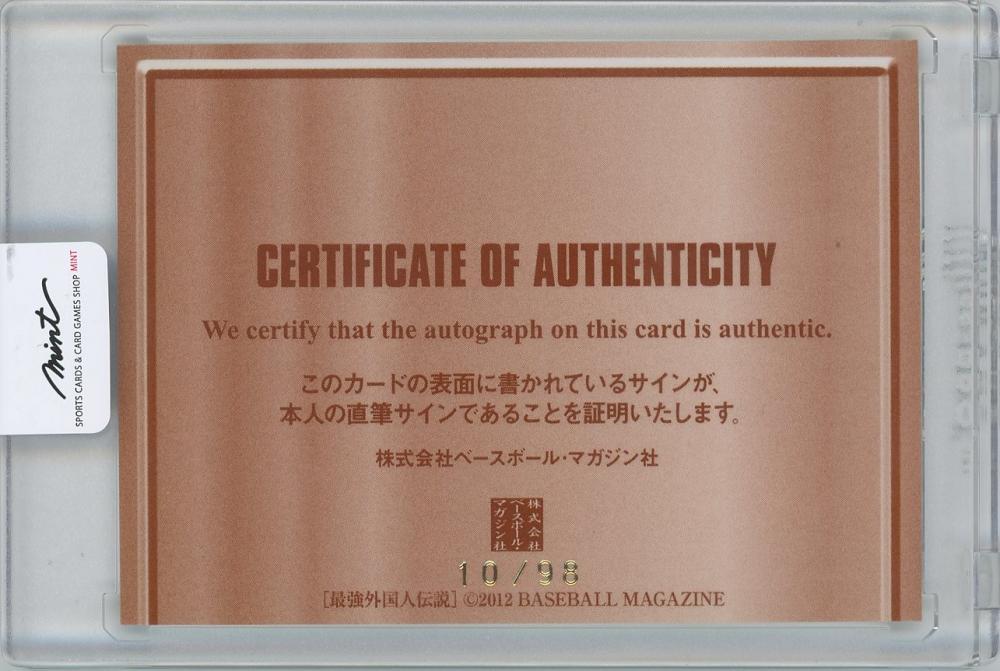 CERTIFICATE OF AUTHENTICITY
We certify that the autograph on this card is authentic.
このカードの表面に書かれているサインが、
本人の直筆サインであることを証明いたします。
株式会社ベースボール・マガジン社
株式会社
ベースボール・
マガジン社
10/98
[最強外国人伝説] ©2012 BASEBALL MAGAZINE
mint
SPORTS CARDS & CARD GAMES SHOP MINT